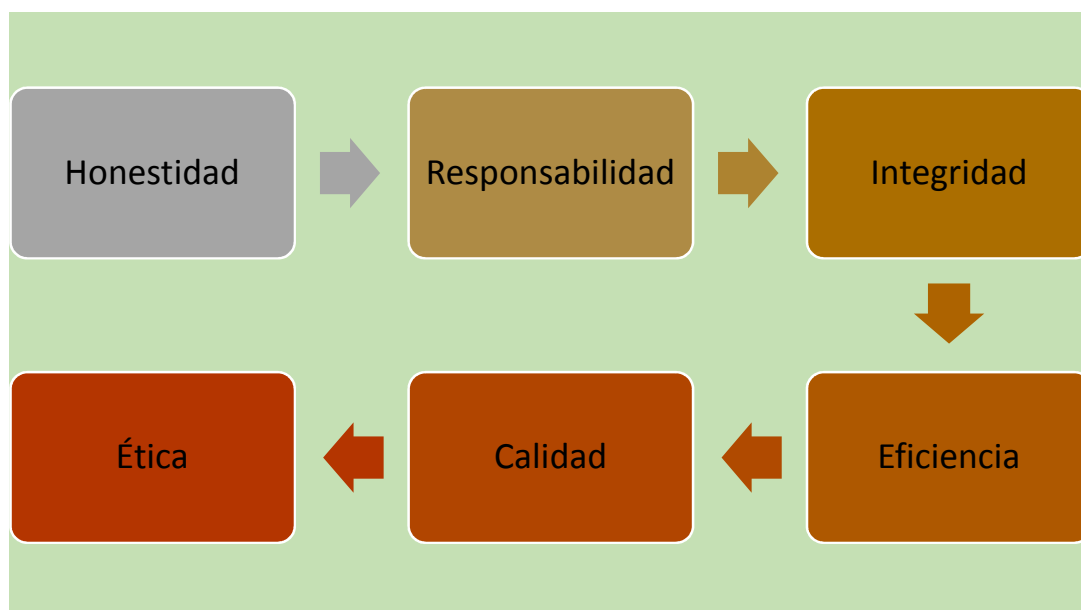 Honestidad
Responsabilidad
Integridad
Eficiencia
Calidad
Ética